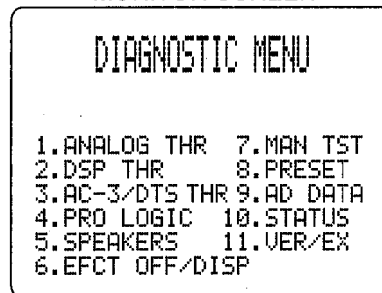 DIAGNOSTIC MENU
1.ANALOG THR 7.MAN TST
2.DSP THR 8.PRESET
3.AC-3/DTS THR 9.AD DATA
4.PRO LOGIC 10.STATUS
5.SPEAKERS 11.VER/EX
6.EFCT OFF/DISP